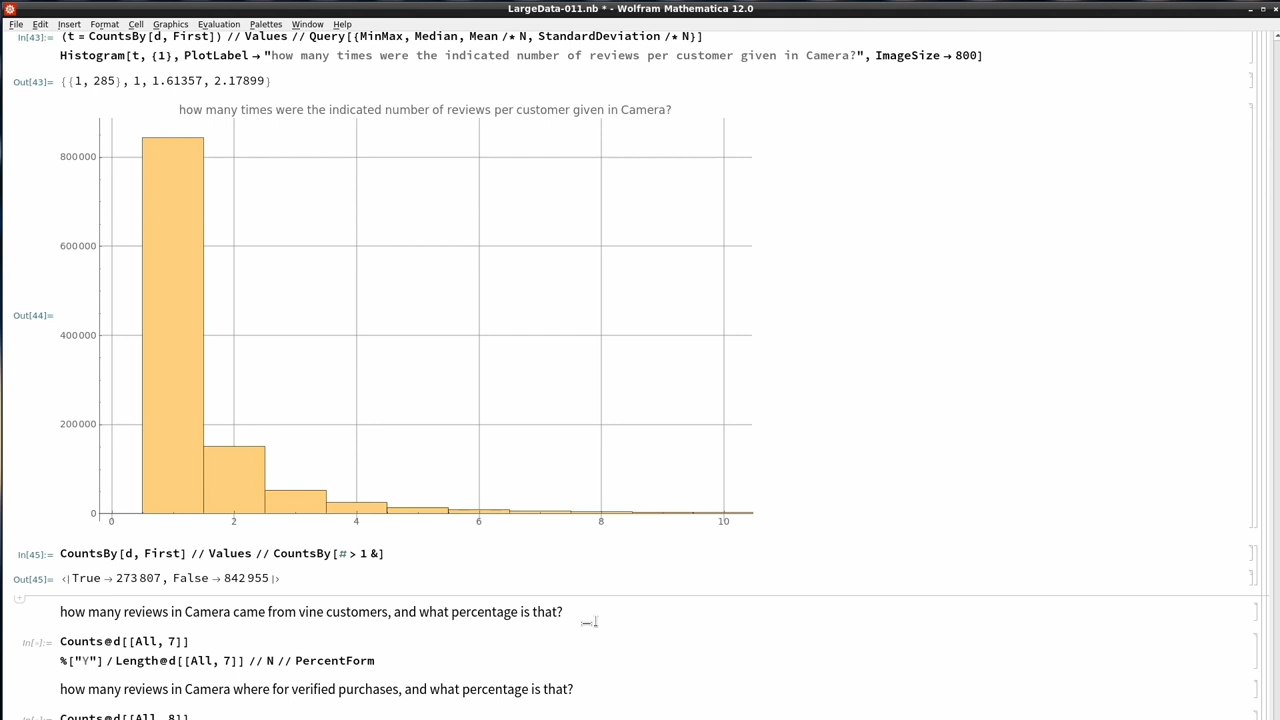 LargeData-011.nb * - Wolfram Mathematica 12.0
File Edit Insert Format Cell Graphics Evaluation Palettes Window Help
In[43]:= (t = CountsBy[d, First]) // Values // Query[{MinMax, Median, Mean /* N, StandardDeviation /* N}]
Histogram[t, {1}, PlotLabel → "how many times were the indicated number of reviews per customer given in Camera?", ImageSize → 800]
Out[43]= {{1, 285}, 1, 1.61357, 2.17899}
how many times were the indicated number of reviews per customer given in Camera?
800000
600000
Out[44]=
400000
200000
0
0 2 4 6 8 10
In[45]:= CountsBy[d, First] // Values // CountsBy[# > 1 &]
Out[45]= <| True → 273807, False → 842955 |>
how many reviews in Camera came from vine customers, and what percentage is that?
In[-]:= Counts@d[[All, 7]]
%["Y"] / Length@d[[All, 7]] // N // PercentForm
how many reviews in Camera where for verified purchases, and what percentage is that?
In[-]:= Counts@d[[All, 8]]